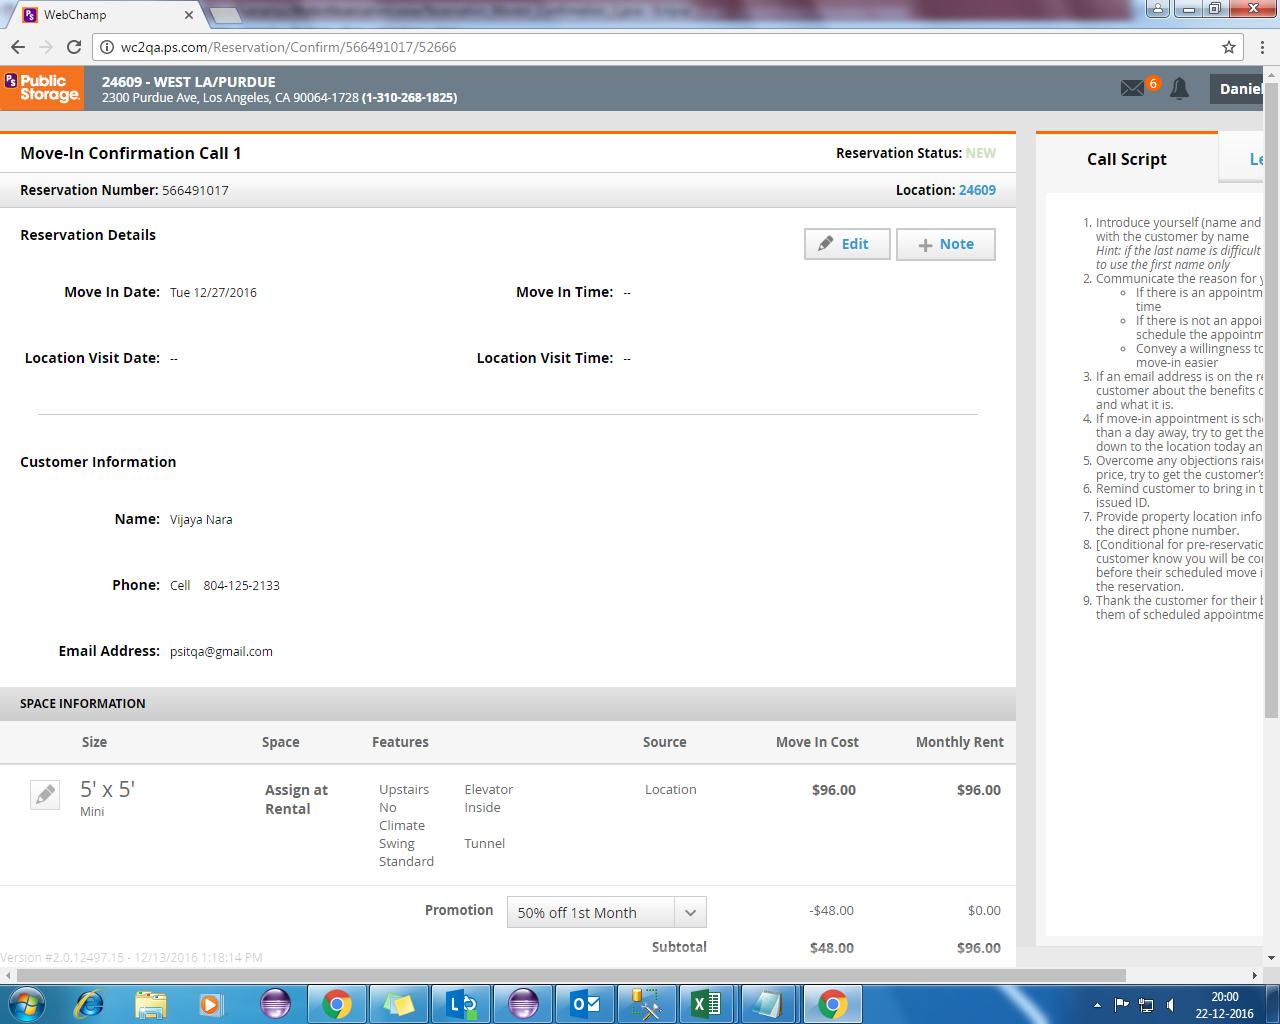 WebChamp
wc2qa.ps.com/Reservation/Confirm/566491017/52666
PS Public Storage.
24609 - WEST LA/PURDUE
2300 Purdue Ave, Los Angeles, CA 90064-1728 (1-310-268-1825)
6
Daniel
Move-In Confirmation Call 1
Reservation Status: NEW
Reservation Number: 566491017
Location: 24609
Reservation Details
Edit
Note
Move In Date: Tue 12/27/2016
Move In Time: --
Location Visit Date: --
Location Visit Time: --
Customer Information
Name: Vijaya Nara
Phone: Cell 804-125-2133
Email Address: psitqa@gmail.com
SPACE INFORMATION
Size Space Features Source Move In Cost Monthly Rent
5' x 5'
Mini
Assign at
Rental
Upstairs Elevator
No Inside
Climate
Swing Tunnel
Standard
Location
$96.00 $96.00
Promotion 50% off 1st Month -$48.00 $0.00
Subtotal $48.00 $96.00
Version #2.0.12497.15 - 12/13/2016 1:18:14 PM
Call Script
Le
1. Introduce yourself (name and
with the customer by name
Hint: if the last name is difficult
to use the first name only
2. Communicate the reason for y
If there is an appointm
time
If there is not an appoi
schedule the appointm
Convey a willingness to
move-in easier
3. If an email address is on the re
customer about the benefits o
and what it is.
4. If move-in appointment is sche
than a day away, try to get the
down to the location today an
5. Overcome any objections raise
price, try to get the customer's
6. Remind customer to bring in t
issued ID.
7. Provide property location info
the direct phone number.
8. [Conditional for pre-reservatic
customer know you will be coi
before their scheduled move i
the reservation.
9. Thank the customer for their b
them of scheduled appointme
20:00
22-12-2016